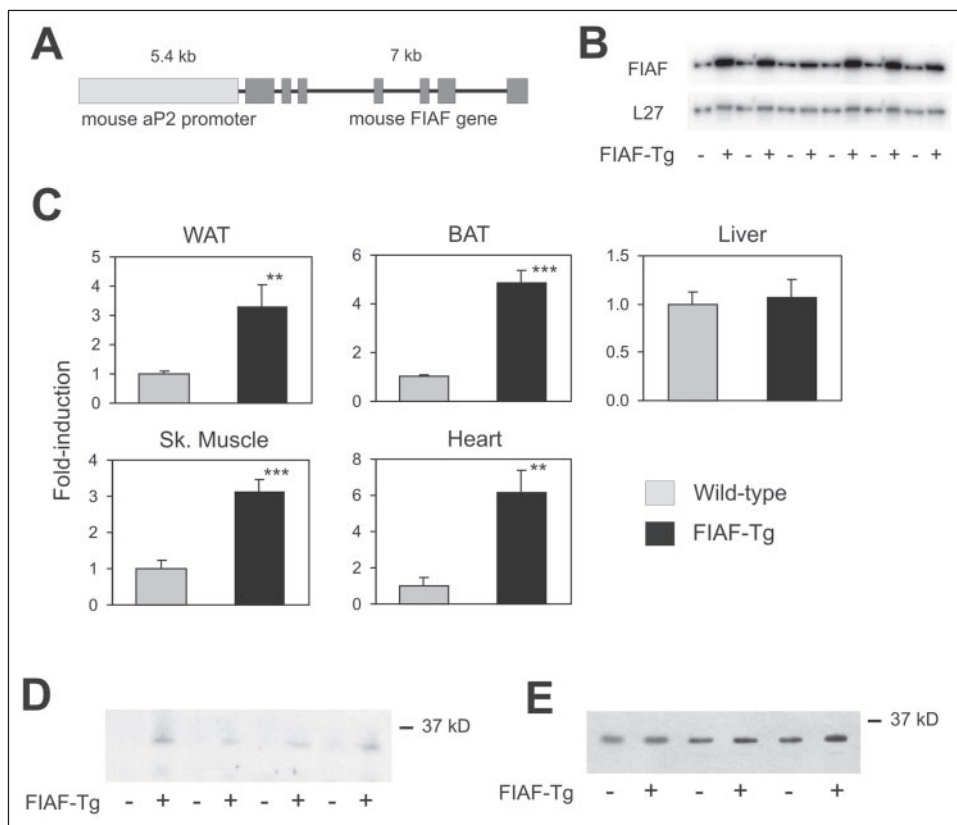 A
5.4 kb
7 kb
mouse aP2 promoter
mouse FIAF gene
B
FIAF
L27
FIAF-Tg - + - + - + - + - + - +
C
Fold-induction
WAT
5
4
3
2
1
0
**
BAT
6
4
2
0
***
Liver
1.5
1.0
0.5
0.0
Sk. Muscle
4
3
2
1
0
***
Heart
8
6
4
2
0
**
Wild-type
FIAF-Tg
D
– 37 kD
FIAF-Tg - + - + - + - +
E
– 37 kD
FIAF-Tg - + - + - +